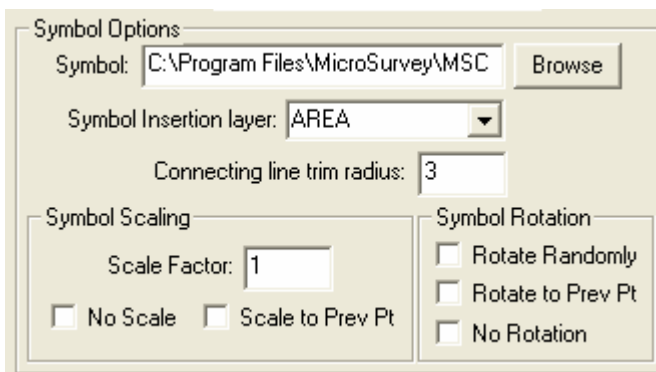 Symbol Options
Symbol: C:\Program Files\MicroSurvey\MSC Browse
Symbol Insertion layer: AREA
Connecting line trim radius: 3
Symbol Scaling
Scale Factor: 1
No Scale Scale to Prev Pt
Symbol Rotation
Rotate Randomly
Rotate to Prev Pt
No Rotation